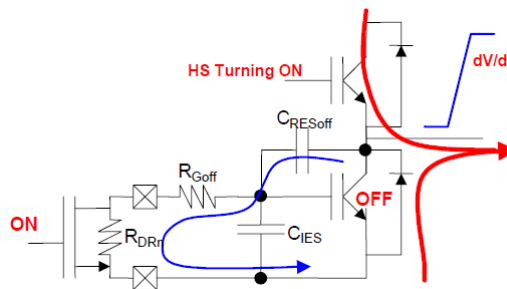 HS Turning ON
dV/d
C_RESoff
R_Goff
OFF
ON
R_DRn
C_IES